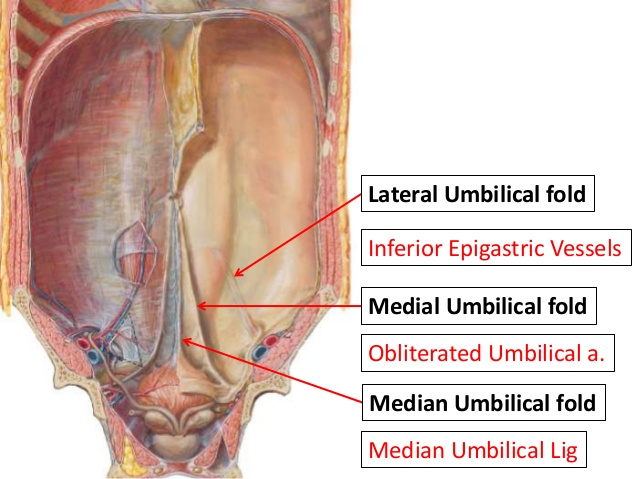 Lateral Umbilical fold
Inferior Epigastric Vessels
Medial Umbilical fold
Obliterated Umbilical a.
Median Umbilical fold
Median Umbilical Lig